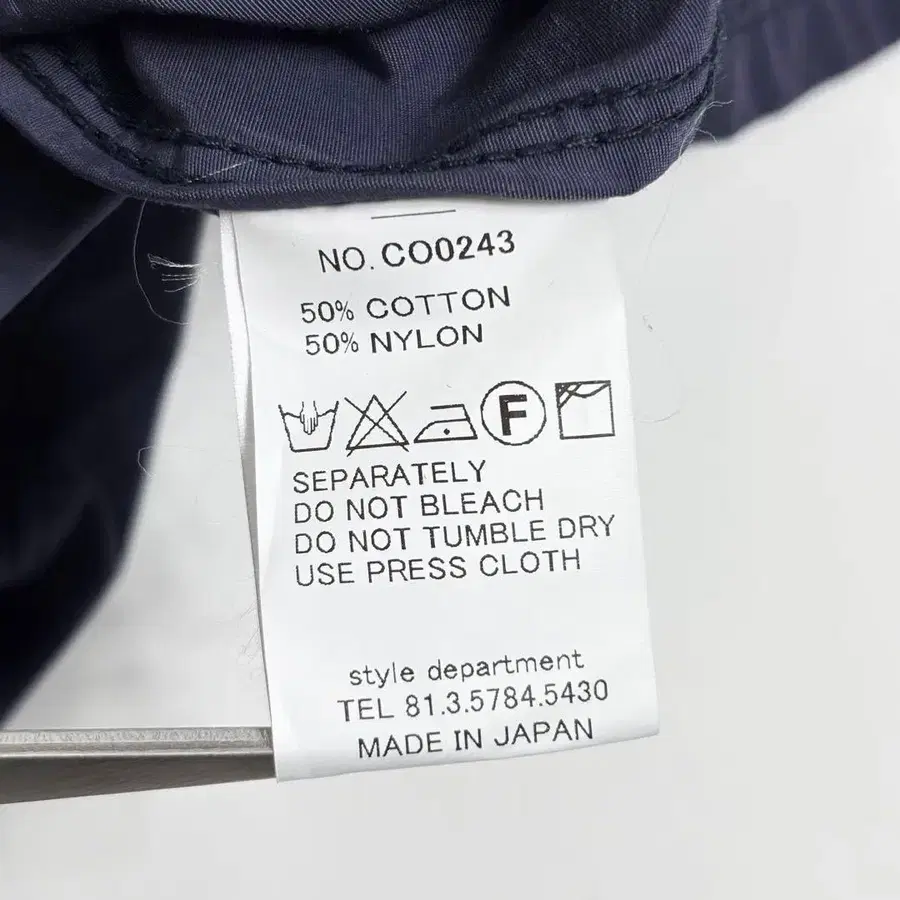 NO. CO0243
50% COTTON
50% NYLON
F
SEPARATELY
DO NOT BLEACH
DO NOT TUMBLE DRY
USE PRESS CLOTH
style department
TEL 81.3.5784.5430
MADE IN JAPAN